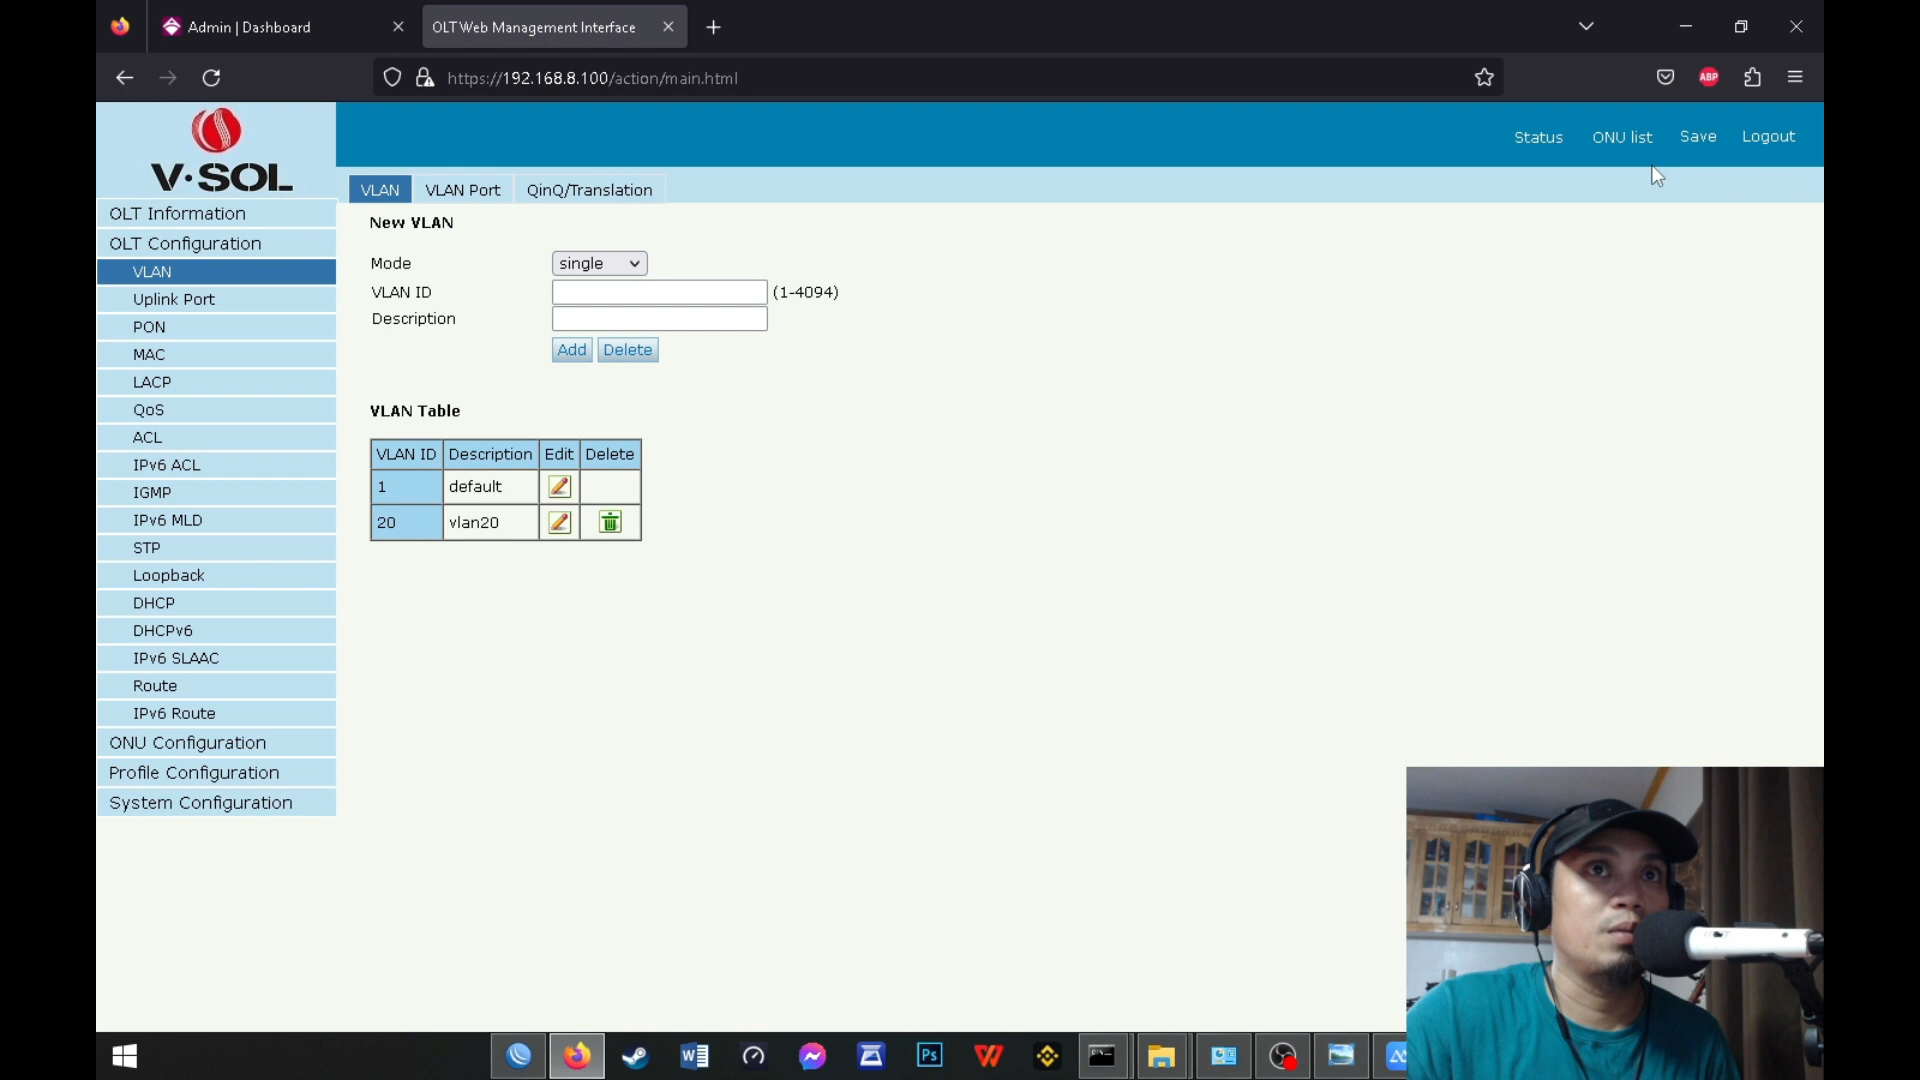 Admin | Dashboard
OLT Web Management Interface
https://192.168.8.100/action/main.html
ABP
V·SOL
Status
ONU list
Save
Logout
VLAN
VLAN Port
QinQ/Translation
OLT Information
OLT Configuration
VLAN
Uplink Port
PON
MAC
LACP
QoS
ACL
IPv6 ACL
IGMP
IPv6 MLD
STP
Loopback
DHCP
DHCPv6
IPv6 SLAAC
Route
IPv6 Route
ONU Configuration
Profile Configuration
System Configuration
New VLAN
Mode single
VLAN ID (1-4094)
Description
Add Delete
VLAN Table
VLAN ID Description Edit Delete
1 default
20 vlan20
Ps